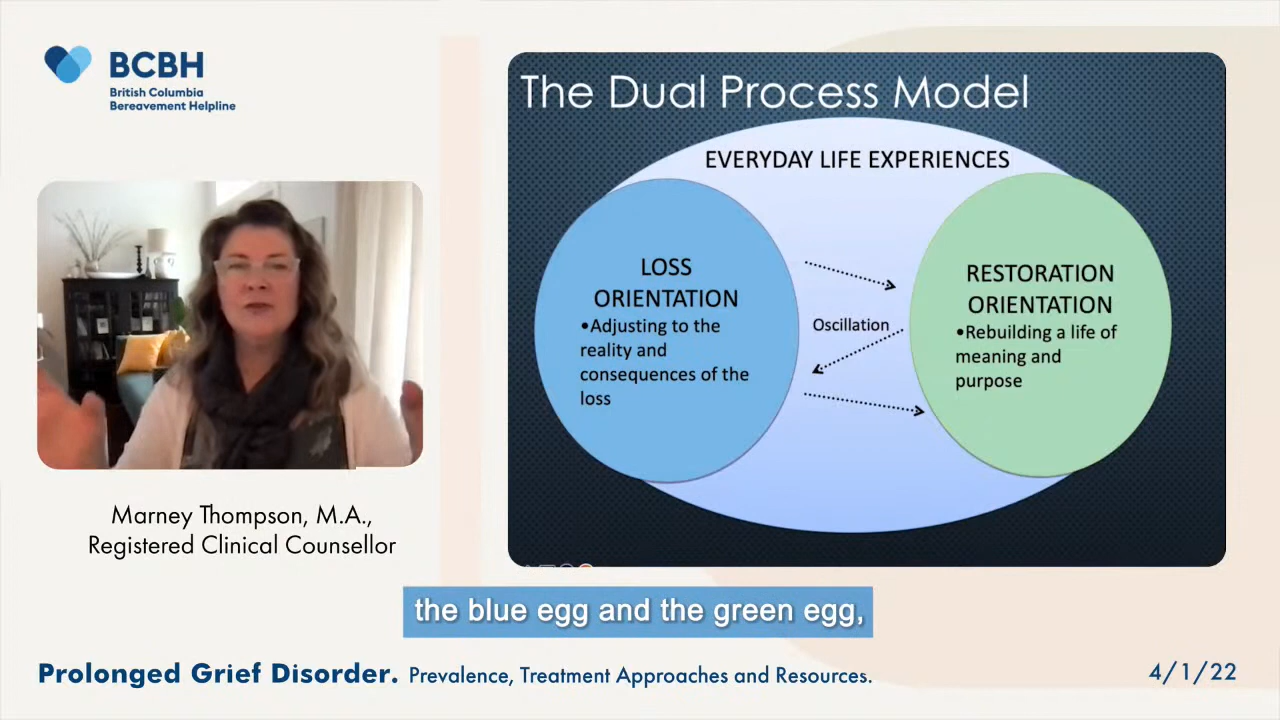 BCBH
British Columbia
Bereavement Helpline
The Dual Process Model
EVERYDAY LIFE EXPERIENCES
LOSS
ORIENTATION
•Adjusting to the
reality and
consequences of the
loss
Oscillation
RESTORATION
ORIENTATION
•Rebuilding a life of
meaning and
purpose
Marney Thompson, M.A.,
Registered Clinical Counsellor
the blue egg and the green egg,
Prolonged Grief Disorder. Prevalence, Treatment Approaches and Resources.
4/1/22